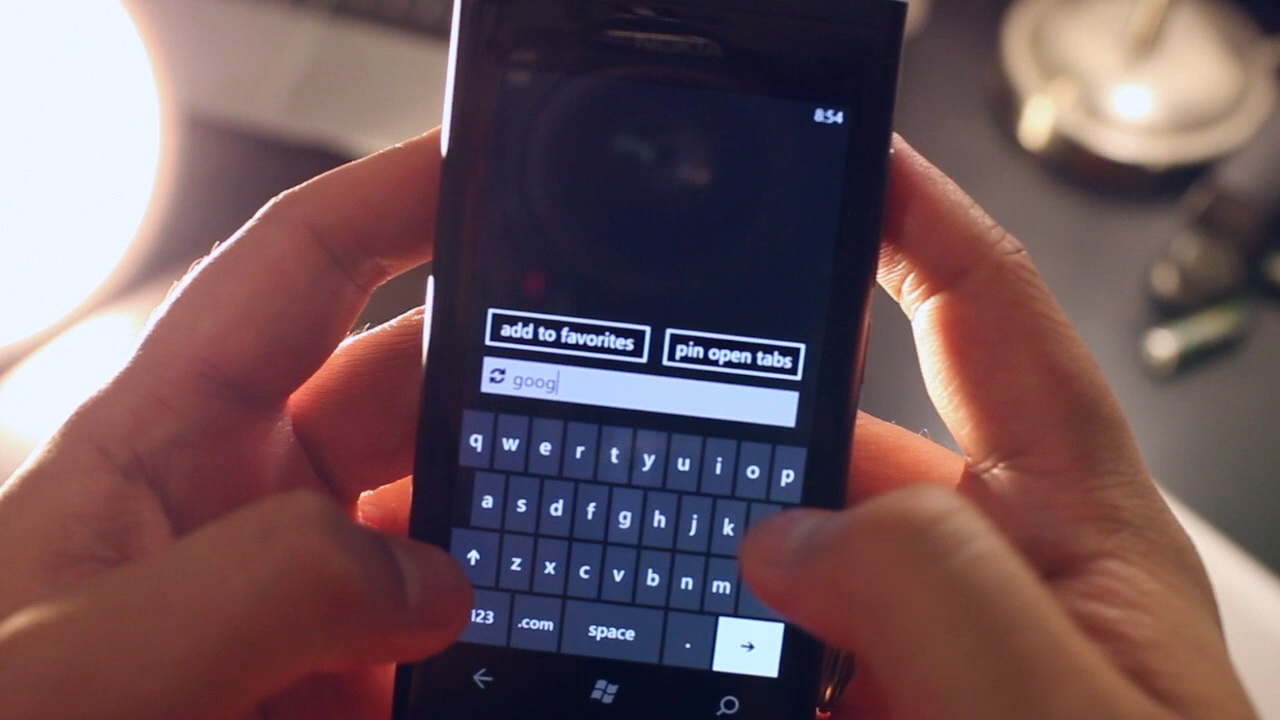 8:54
add to favorites pin open tabs
goog
q w e r t y u i o p
a s d f g h j k
z x c v b n m
123 .com space .